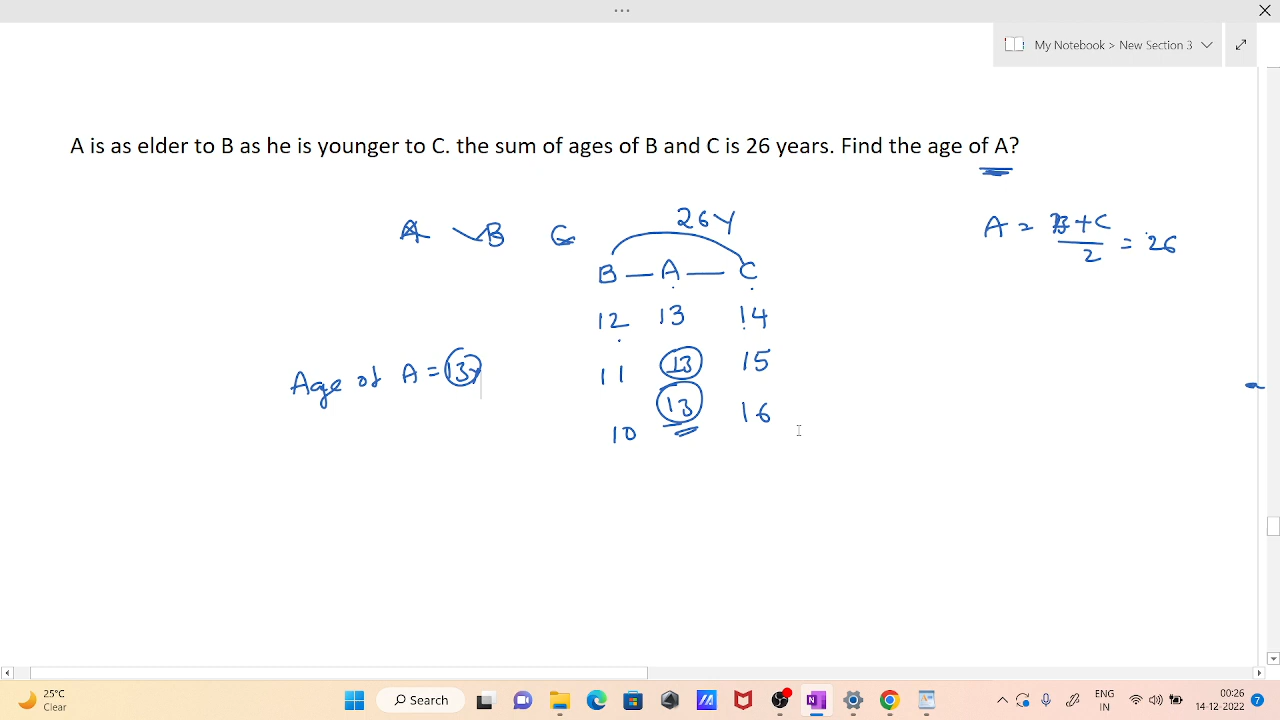 My Notebook > New Section 3
A is as elder to B as he is younger to C. the sum of ages of B and C is 26 years. Find the age of A?
A B C
26Y
B — A — C
A = B+C / 2 = 26
12 13 14
11 13 15
10 13 16
Age of A = 13y
25°C
Clear
Search
ENG
IN
00:26
14-12-2022
7